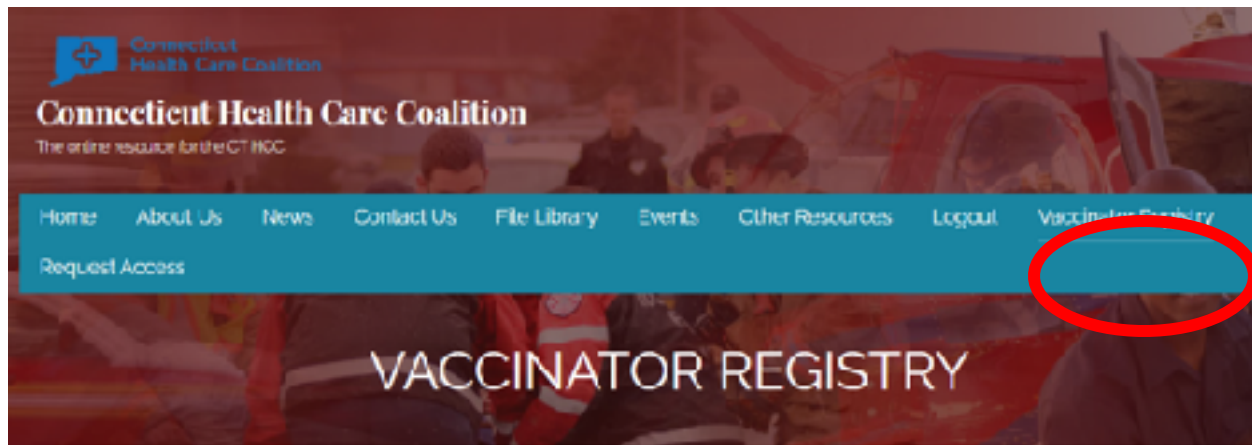 Connecticut
Health Care Coalition
Connecticut Health Care Coalition
The online resource for the CT HCC
Home About Us News Contact Us File Library Events Other Resources Logout Vaccinator Registry
Request Access
VACCINATOR REGISTRY